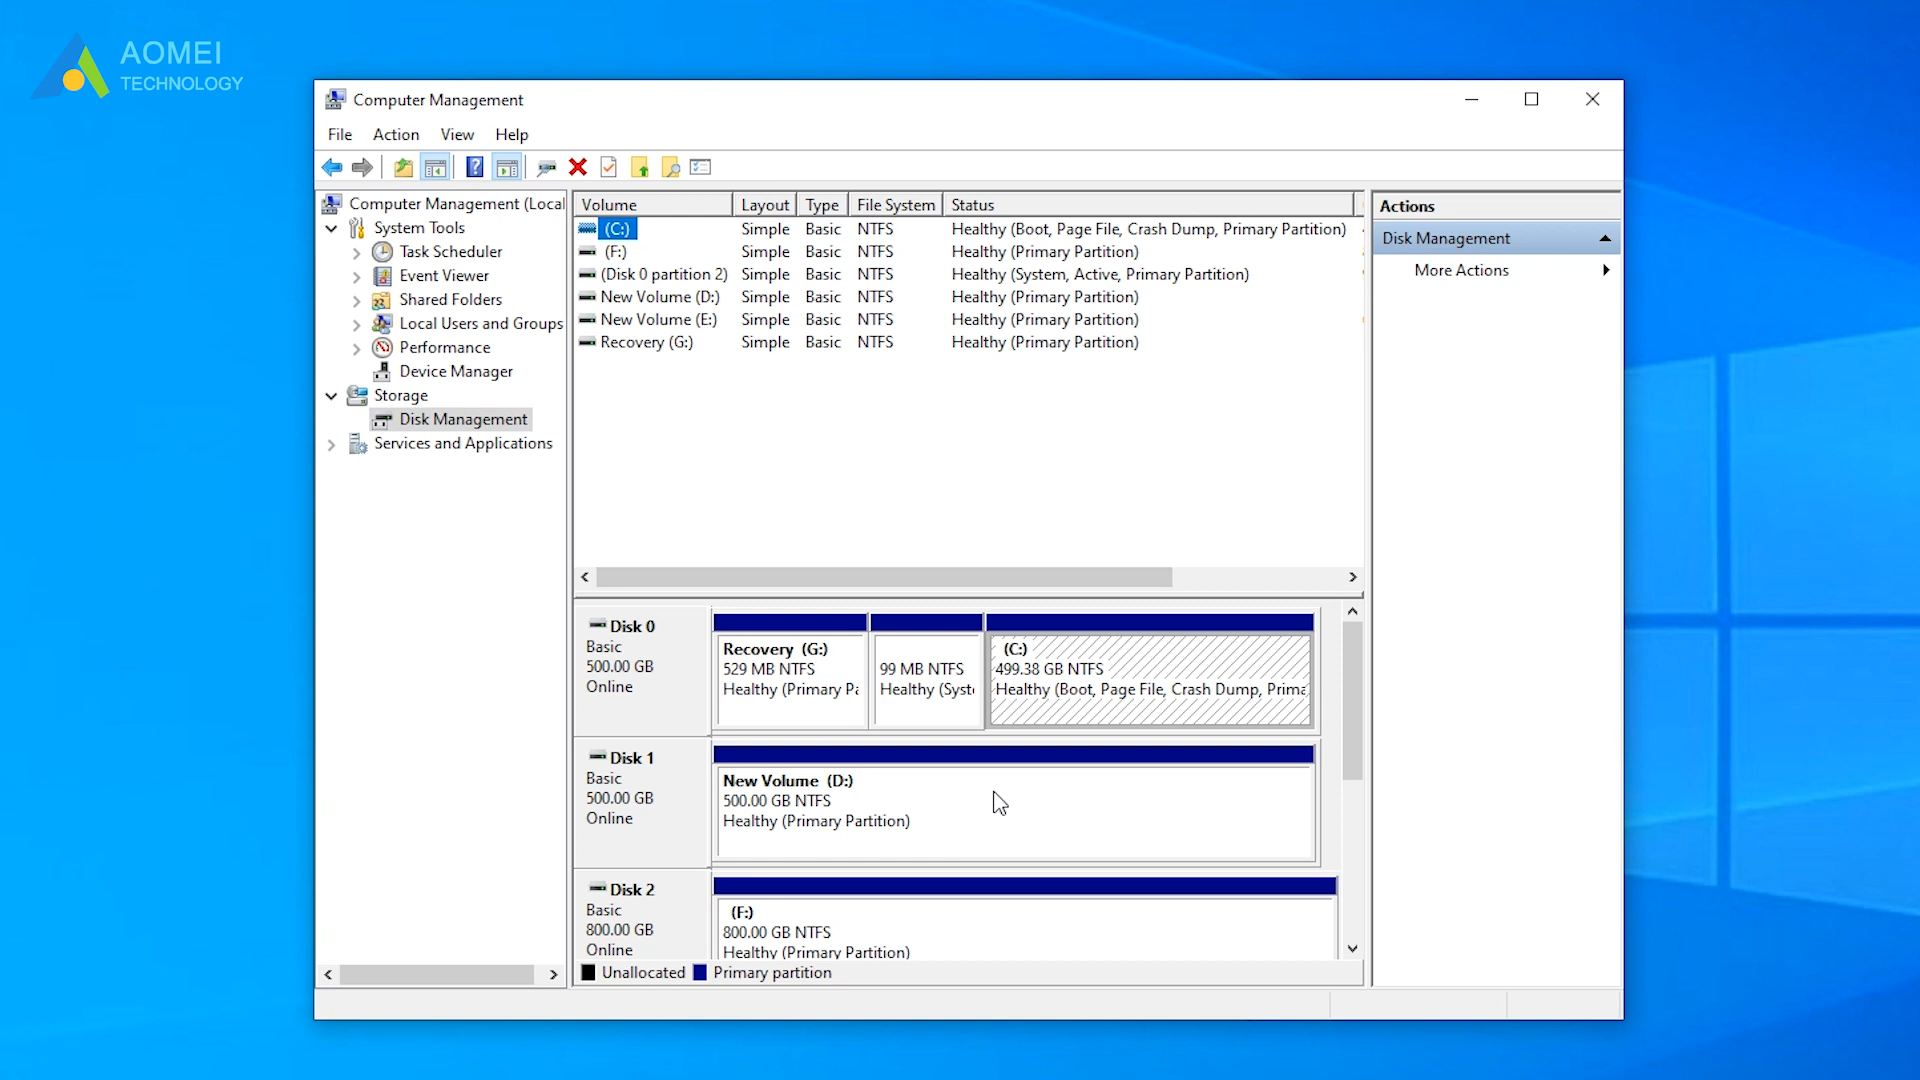 AOMEI
TECHNOLOGY
Computer Management
File Action View Help
Computer Management (Local
System Tools
Task Scheduler
Event Viewer
Shared Folders
Local Users and Groups
Performance
Device Manager
Storage
Disk Management
Services and Applications
Volume Layout Type File System Status
(C:) Simple Basic NTFS Healthy (Boot, Page File, Crash Dump, Primary Partition)
(F:) Simple Basic NTFS Healthy (Primary Partition)
(Disk 0 partition 2) Simple Basic NTFS Healthy (System, Active, Primary Partition)
New Volume (D:) Simple Basic NTFS Healthy (Primary Partition)
New Volume (E:) Simple Basic NTFS Healthy (Primary Partition)
Recovery (G:) Simple Basic NTFS Healthy (Primary Partition)
Disk 0
Basic
500.00 GB
Online
Recovery (G:)
529 MB NTFS
Healthy (Primary Pa
99 MB NTFS
Healthy (Syste
(C:)
499.38 GB NTFS
Healthy (Boot, Page File, Crash Dump, Prima
Disk 1
Basic
500.00 GB
Online
New Volume (D:)
500.00 GB NTFS
Healthy (Primary Partition)
Disk 2
Basic
800.00 GB
Online
(F:)
800.00 GB NTFS
Healthy (Primary Partition)
Unallocated Primary partition
Actions
Disk Management
More Actions